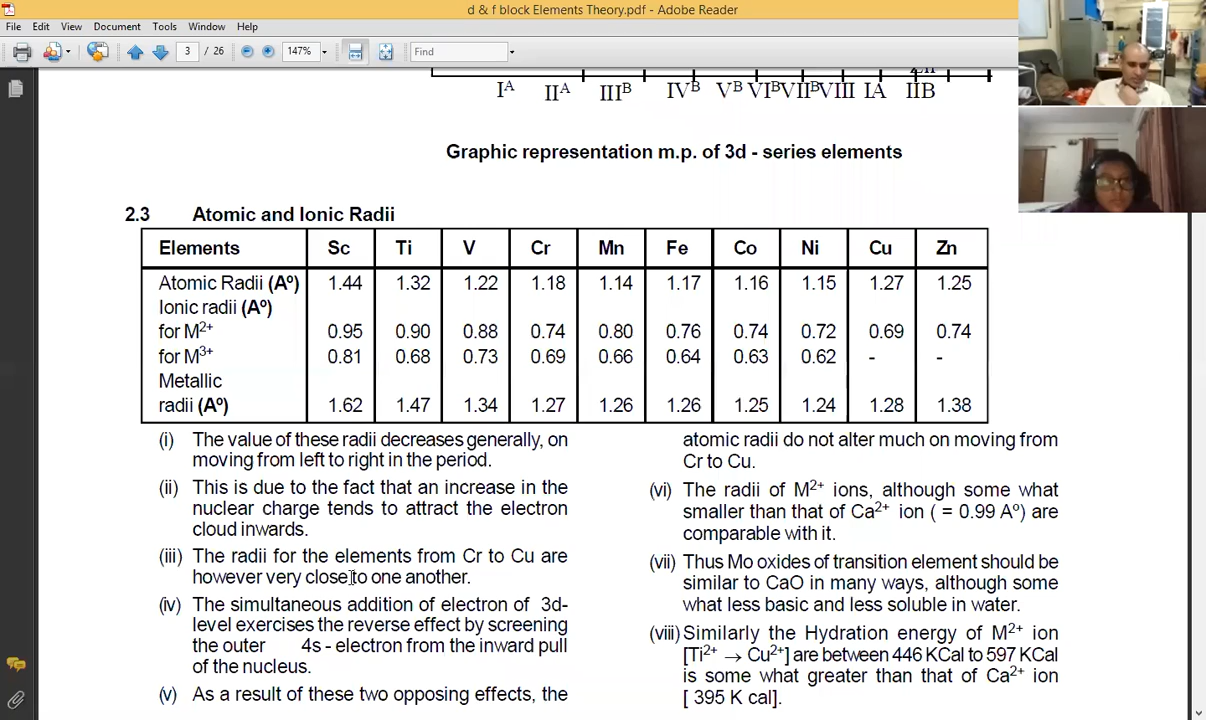 d & f block Elements Theory.pdf - Adobe Reader
File Edit View Document Tools Window Help
3 / 26 147% Find
Zn
IA IIA IIIB IVB VB VIB VIIB VIII IA IIB
Graphic representation m.p. of 3d - series elements
2.3 Atomic and Ionic Radii
Elements Sc Ti V Cr Mn Fe Co Ni Cu Zn
Atomic Radii (Aº) 1.44 1.32 1.22 1.18 1.14 1.17 1.16 1.15 1.27 1.25
Ionic radii (Aº)
for M2+ 0.95 0.90 0.88 0.74 0.80 0.76 0.74 0.72 0.69 0.74
for M3+ 0.81 0.68 0.73 0.69 0.66 0.64 0.63 0.62 - -
Metallic
radii (Aº) 1.62 1.47 1.34 1.27 1.26 1.26 1.25 1.24 1.28 1.38
(i) The value of these radii decreases generally, on
moving from left to right in the period.
(ii) This is due to the fact that an increase in the
nuclear charge tends to attract the electron
cloud inwards.
(iii) The radii for the elements from Cr to Cu are
however very close to one another.
(iv) The simultaneous addition of electron of 3d-
level exercises the reverse effect by screening
the outer 4s - electron from the inward pull
of the nucleus.
(v) As a result of these two opposing effects, the
atomic radii do not alter much on moving from
Cr to Cu.
(vi) The radii of M2+ ions, although some what
smaller than that of Ca2+ ion ( = 0.99 Aº) are
comparable with it.
(vii) Thus Mo oxides of transition element should be
similar to CaO in many ways, although some
what less basic and less soluble in water.
(viii) Similarly the Hydration energy of M2+ ion
[Ti2+ → Cu2+] are between 446 KCal to 597 KCal
is some what greater than that of Ca2+ ion
[ 395 K cal].